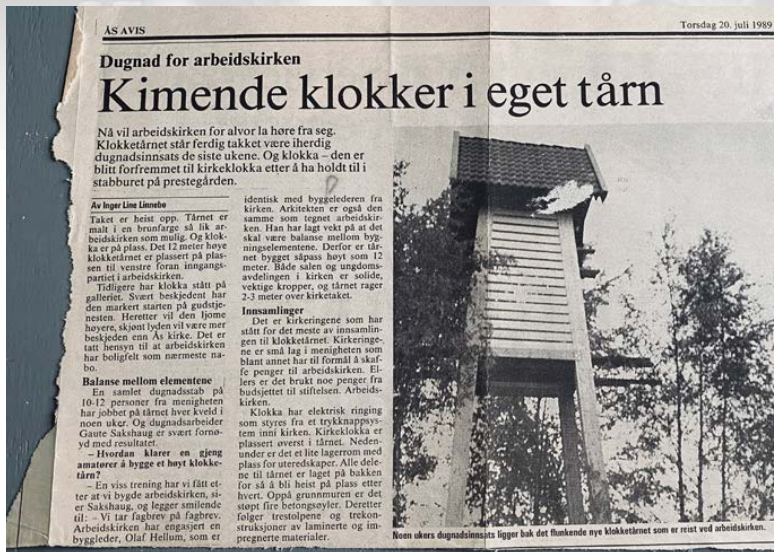 ÅS AVIS
Torsdag 20. juli 1989
Dugnad for arbeidskirken
Kimende klokker i eget tårn
Nå vil arbeidskirken for alvor la høre fra seg.
Klokketårnet står ferdig takket være iherdig
dugnadsinnsats de siste ukene. Og klokka – den er
blitt forfremmet til kirkeklokka etter å ha holdt til i
stabburet på prestegården.
Av Inger Line Linnebo
Taket er heist opp. Tårnet er
malt i en brunfarge så lik ar-
beidskirken som mulig. Og klok-
ka er på plass. Det 12 meter høye
klokketårnet er plassert på plas-
sen til venstre foran inngangs-
partiet i arbeidskirken.
Tidligere har klokka stått på
galleriet. Svært beskjedent har
den markert starten på gudstje-
nesten. Heretter vil den ljome
høyere, skjønt lyden vil være mer
beskjeden enn Ås kirke. Det er
tatt hensyn til at arbeidskirken
har boligfelt som nærmeste na-
bo.
Balanse mellom elementene
En samlet dugnadsstab på
10-12 personer fra menigheten
har jobbet på tårnet hver kveld i
noen uker. Og dugnadsarbeider
Gaute Sakshaug er svært fornø-
yd med resultatet.
– Hvordan klarer en gjeng
amatører å bygge et høyt klokke-
tårn?
– En viss trening har vi fått et-
ter at vi bygde arbeidskirken, si-
er Sakshaug, og legger smilende
til: – Vi tar fagbrev på fagbrev.
Arbeidskirken har engasjert en
byggleder, Olaf Hellum, som er
identisk med byggelederen fra
kirken. Arkitekten er også den
samme som tegnet arbeidskir-
ken. Han har lagt vekt på at det
skal være balanse mellom byg-
ningselementene. Derfor er tår-
net bygget såpass høyt som 12
meter. Både salen og ungdoms-
avdelingen i kirken er solide,
vektige kropper, og tårnet rager
2-3 meter over kirketaket.
Innsamlinger
Det er kirkeringene som har
stått for det meste av innsamlin-
gen til klokketårnet. Kirkeringe-
ne er små lag i menigheten som
blant annet har til formål å skaf-
fe penger til arbeidskirken. El-
lers er det brukt noe penger fra
budsjettet til stiftelsen. Arbeids-
kirken.
Klokka har elektrisk ringing
som styres fra et trykknappsys-
tem inni kirken. Kirkeklokka er
plassert øverst i tårnet. Neden-
under er det et lite lagerrom med
plass for uteredskaper. Alle dele-
ne til tårnet er laget på bakken
for så å bli heist på plass etter
hvert. Oppå grunnmuren er det
støpt fire betongsøyler. Deretter
følger trestolpene og trekon-
struksjoner av laminerte og im-
pregnerte materialer.
Noen ukers dugnadsinnsats ligger bak det flunkende nye klokketårnet som er reist ved arbeidskirken.